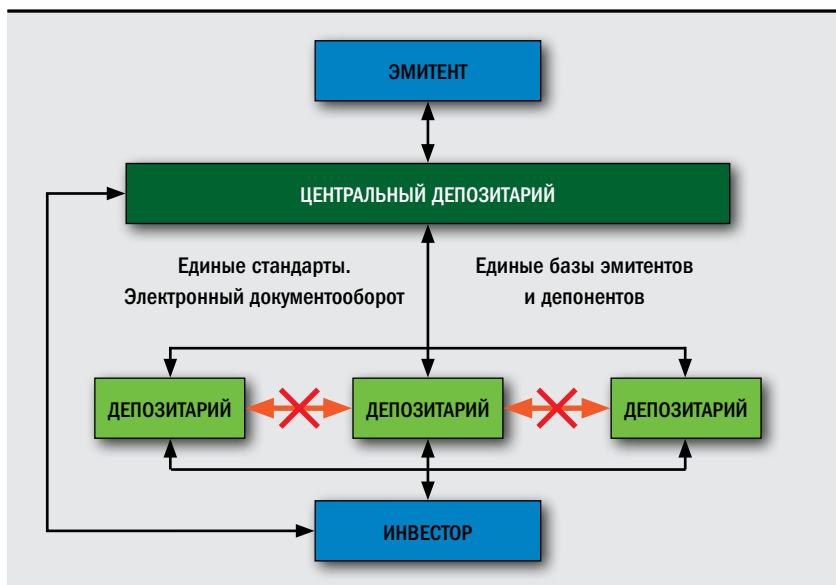 ЭМИТЕНТ
ЦЕНТРАЛЬНЫЙ ДЕПОЗИТАРИЙ
Единые стандарты.
Электронный документооборот
Единые базы эмитентов
и депонентов
ДЕПОЗИТАРИЙ
ДЕПОЗИТАРИЙ
ДЕПОЗИТАРИЙ
ИНВЕСТОР